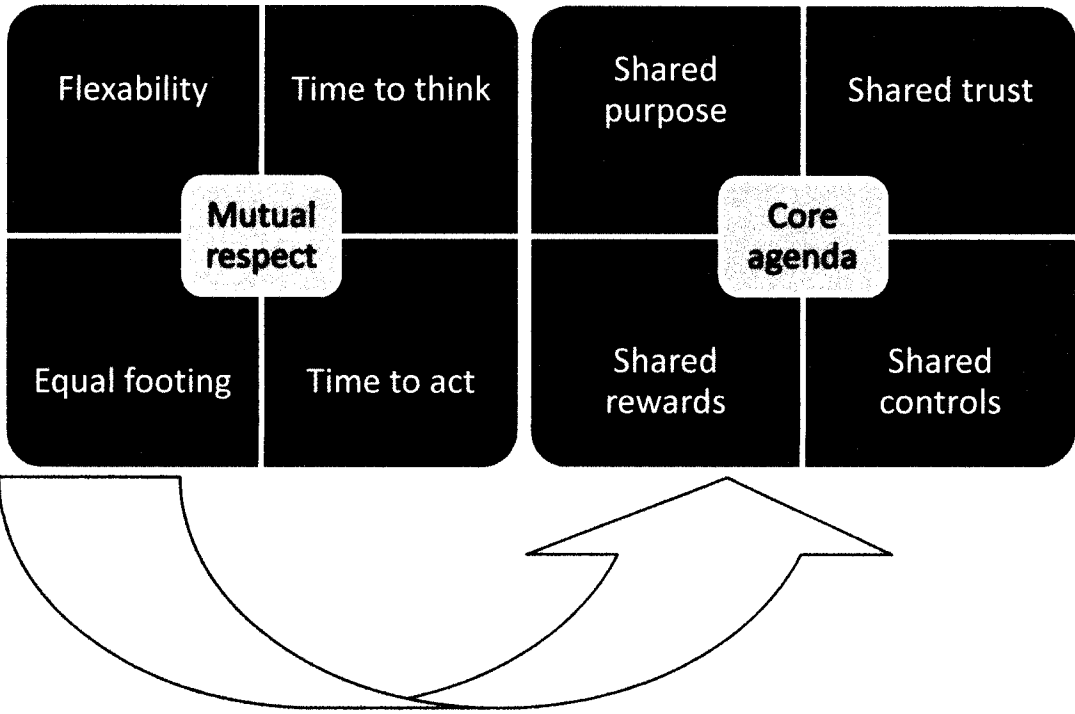 Flexability
Time to think
Mutual
respect
Equal footing
Time to act
Shared
purpose
Shared trust
Core
agenda
Shared
rewards
Shared
controls